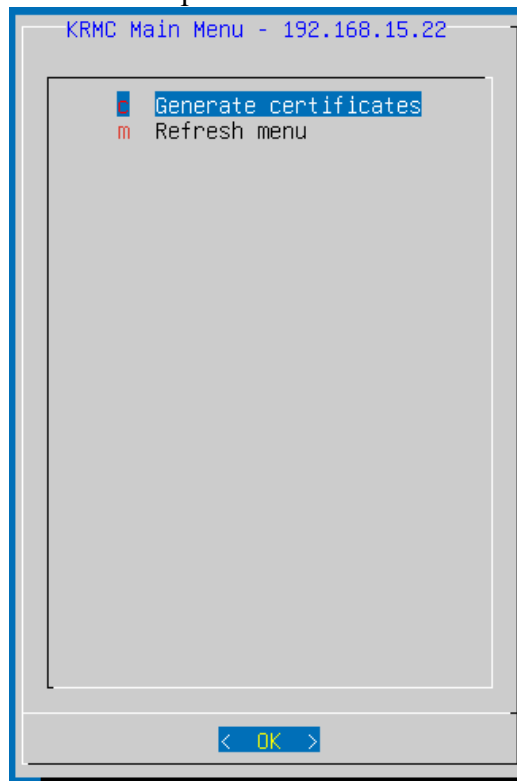 KRMC Main Menu - 192.168.15.22
c Generate certificates
m Refresh menu
< OK >